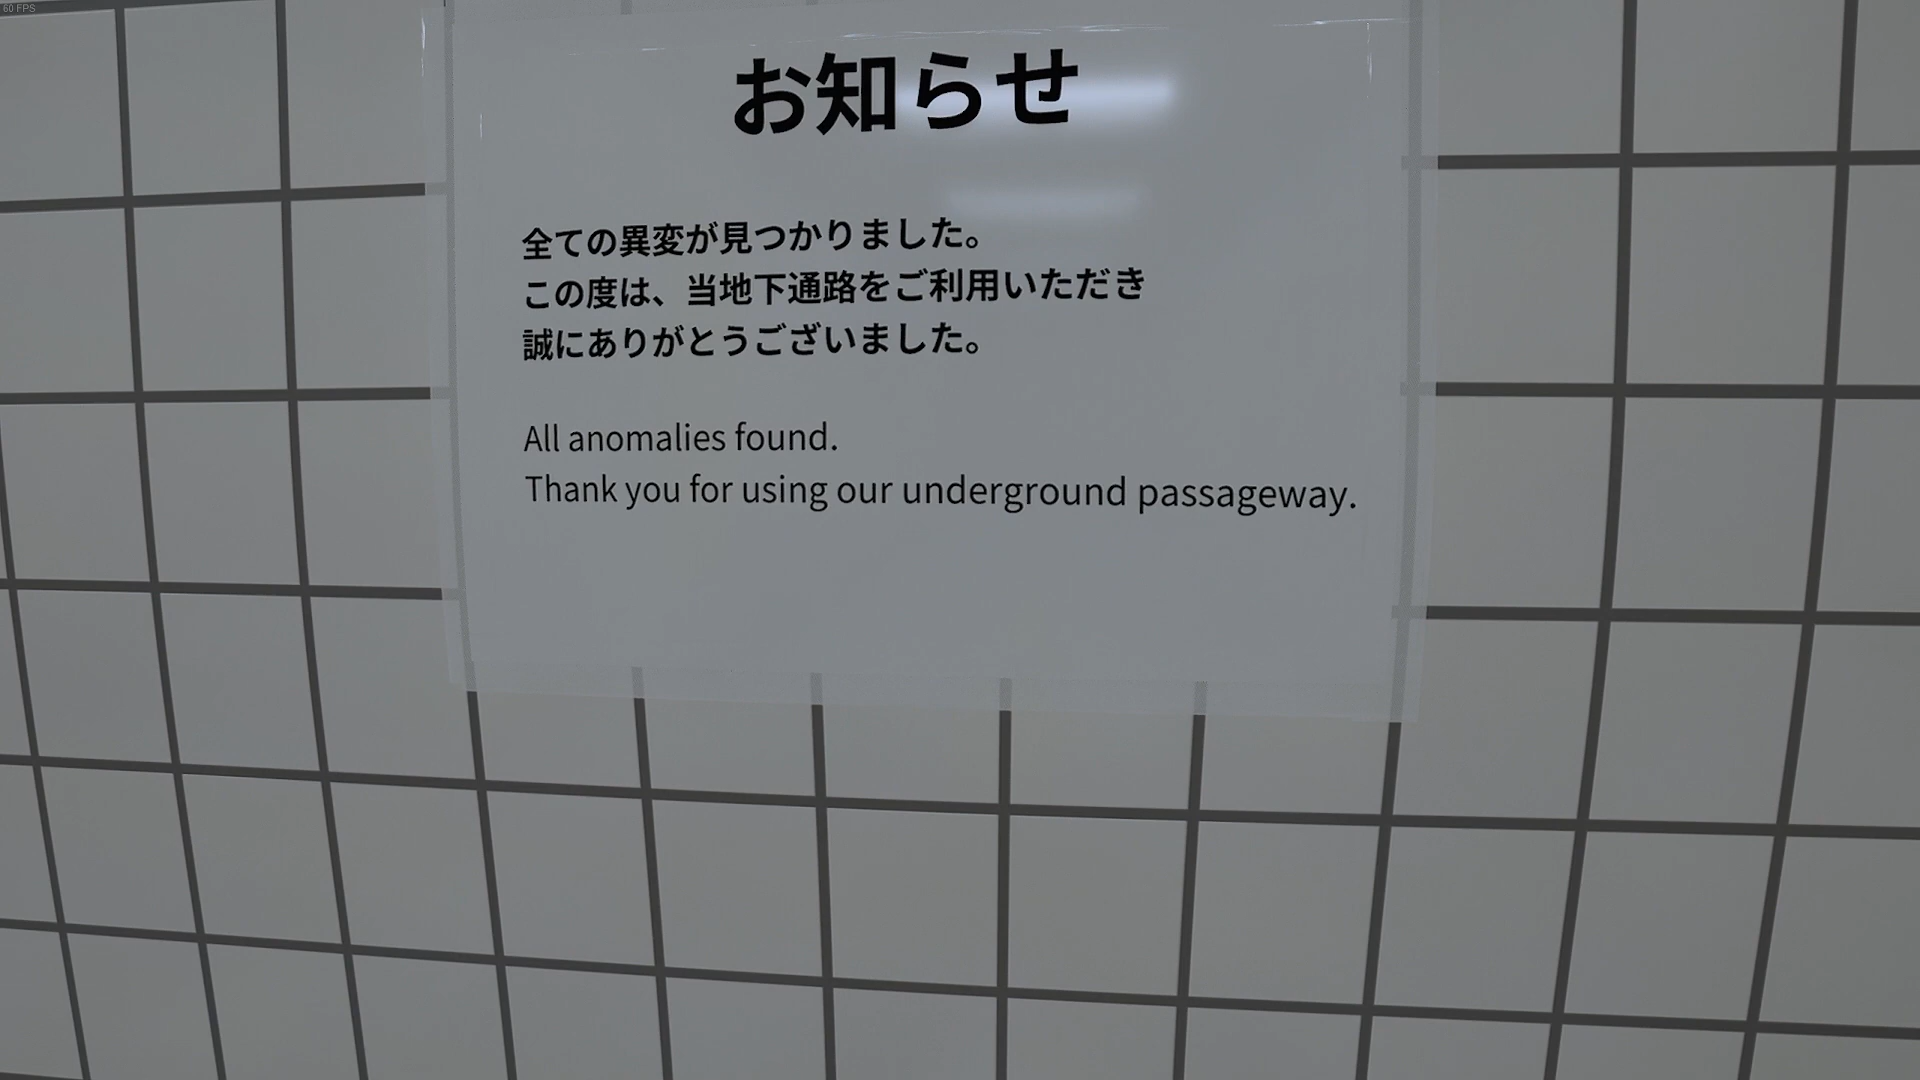 60 FPS
お知らせ
全ての異変が見つかりました。
この度は、当地下通路をご利用いただき
誠にありがとうございました。
All anomalies found.
Thank you for using our underground passageway.